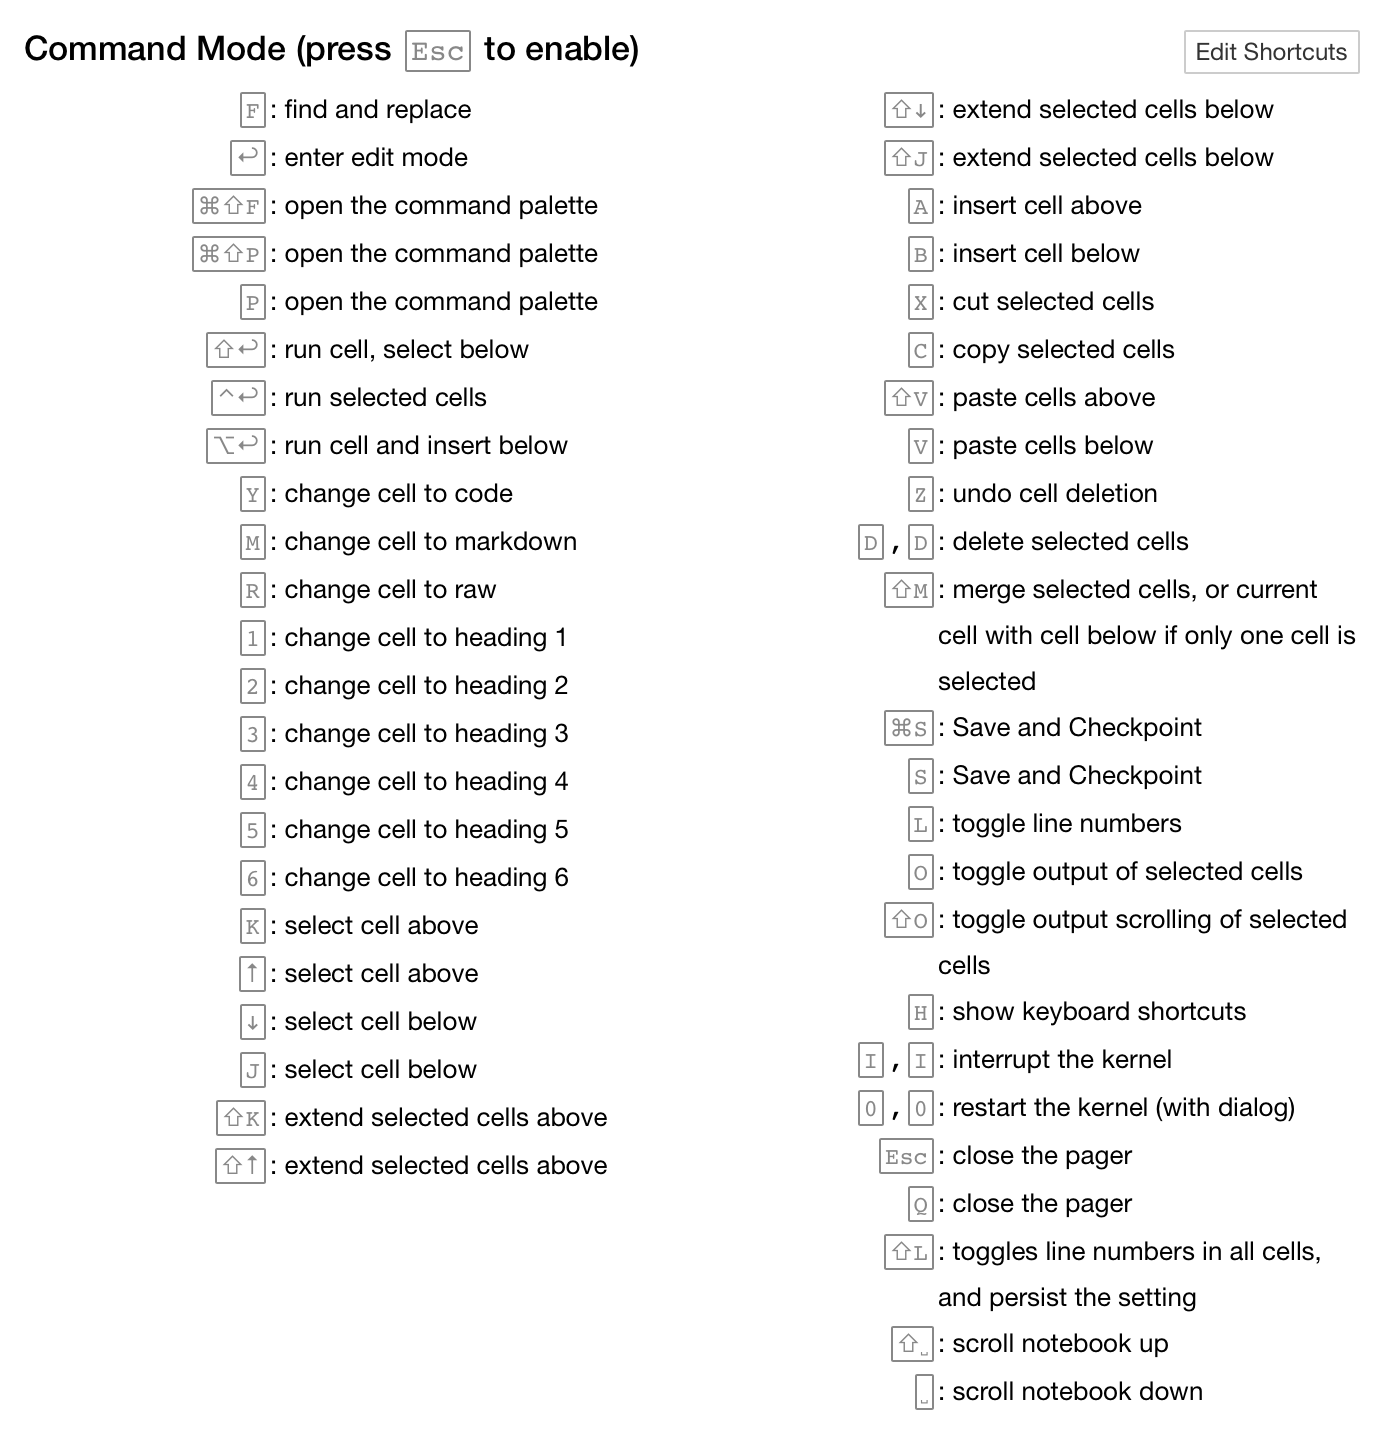 Command Mode (press Esc to enable)
Edit Shortcuts
F : find and replace
↩ : enter edit mode
⌘⇧F : open the command palette
⌘⇧P : open the command palette
P : open the command palette
⇧↩ : run cell, select below
^↩ : run selected cells
⌥↩ : run cell and insert below
Y : change cell to code
M : change cell to markdown
R : change cell to raw
1 : change cell to heading 1
2 : change cell to heading 2
3 : change cell to heading 3
4 : change cell to heading 4
5 : change cell to heading 5
6 : change cell to heading 6
K : select cell above
↑ : select cell above
↓ : select cell below
J : select cell below
⇧K : extend selected cells above
⇧↑ : extend selected cells above
⇧↓ : extend selected cells below
⇧J : extend selected cells below
A : insert cell above
B : insert cell below
X : cut selected cells
C : copy selected cells
⇧V : paste cells above
V : paste cells below
Z : undo cell deletion
D , D : delete selected cells
⇧M : merge selected cells, or current
cell with cell below if only one cell is
selected
⌘S : Save and Checkpoint
S : Save and Checkpoint
L : toggle line numbers
O : toggle output of selected cells
⇧O : toggle output scrolling of selected
cells
H : show keyboard shortcuts
I , I : interrupt the kernel
0 , 0 : restart the kernel (with dialog)
Esc : close the pager
Q : close the pager
⇧L : toggles line numbers in all cells,
and persist the setting
⇧␣ : scroll notebook up
␣ : scroll notebook down